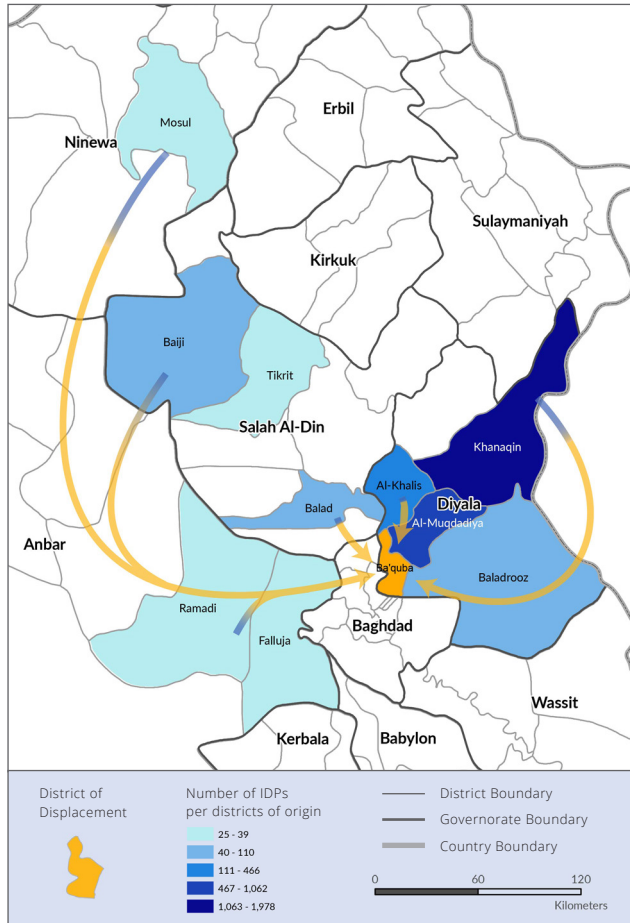 Mosul
Erbil
Ninewa
Sulaymaniyah
Kirkuk
Baiji
Tikrit
Salah Al-Din
Khanaqin
Al-Khalis
Balad
Diyala
Al-Muqdadiya
Anbar
Ba'quba
Baladrooz
Ramadi
Baghdad
Falluja
Wassit
Kerbala
Babylon
District of
Displacement
Number of IDPs
per districts of origin
25 - 39
40 - 110
111 - 466
467 - 1,062
1,063 - 1,978
District Boundary
Governorate Boundary
Country Boundary
0 60 120
Kilometers